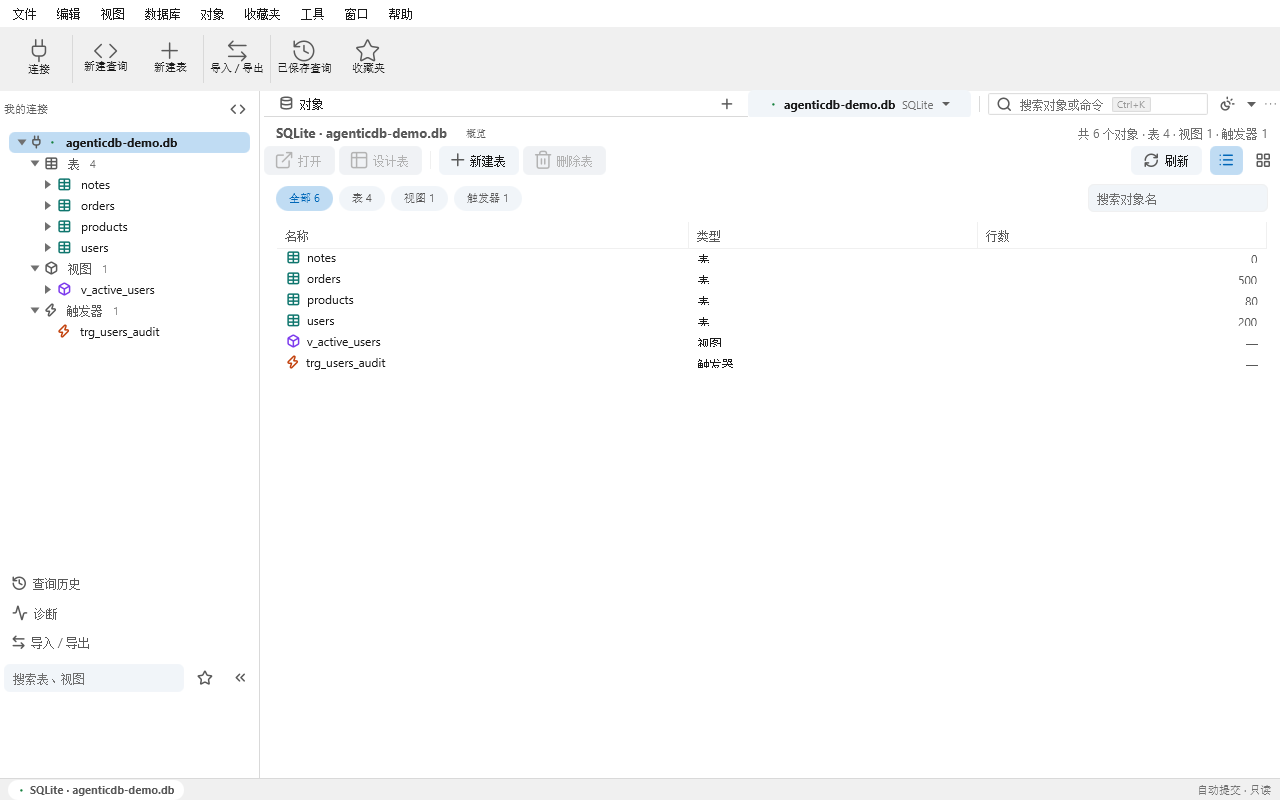 文件 编辑 视图 数据库 对象 收藏夹 工具 窗口 帮助
连接 新建查询 新建表 导入 / 导出 已保存查询 收藏夹
我的连接
agenticdb-demo.db
表 4
notes
orders
products
users
视图 1
v_active_users
触发器 1
trg_users_audit
查询历史
诊断
导入 / 导出
搜索表、视图
对象
agenticdb-demo.db SQLite
搜索对象或命令 Ctrl+K
SQLite · agenticdb-demo.db 概览
共 6 个对象 · 表 4 · 视图 1 · 触发器 1
打开 设计表 新建表 删除表 刷新
全部 6 表 4 视图 1 触发器 1 搜索对象名
名称 类型 行数
notes 表 0
orders 表 500
products 表 80
users 表 200
v_active_users 视图 —
trg_users_audit 触发器 —
SQLite · agenticdb-demo.db 自动提交 · 只读